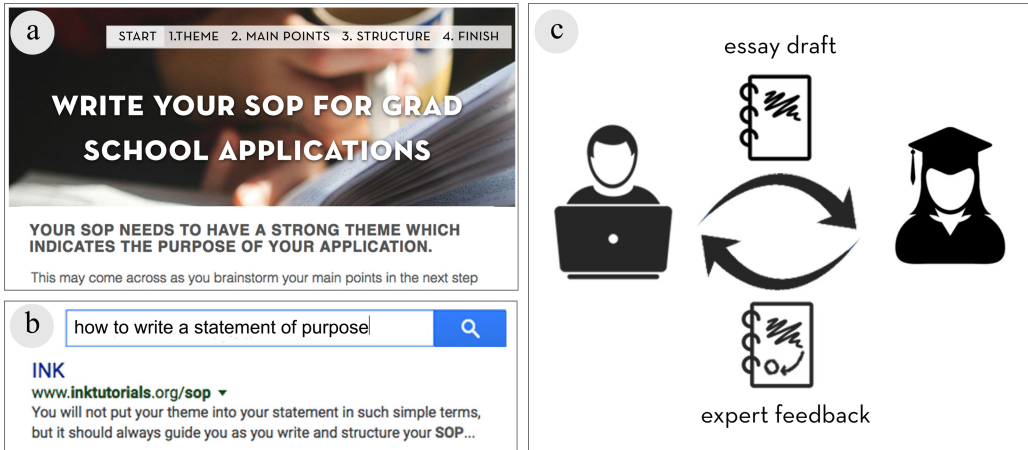 a
START 1.THEME 2. MAIN POINTS 3. STRUCTURE 4. FINISH
WRITE YOUR SOP FOR GRAD
SCHOOL APPLICATIONS
YOUR SOP NEEDS TO HAVE A STRONG THEME WHICH
INDICATES THE PURPOSE OF YOUR APPLICATION.
This may come across as you brainstorm your main points in the next step
b
how to write a statement of purpose
INK
www.inktutorials.org/sop
You will not put your theme into your statement in such simple terms,
but it should always guide you as you write and structure your SOP...
c
essay draft
expert feedback